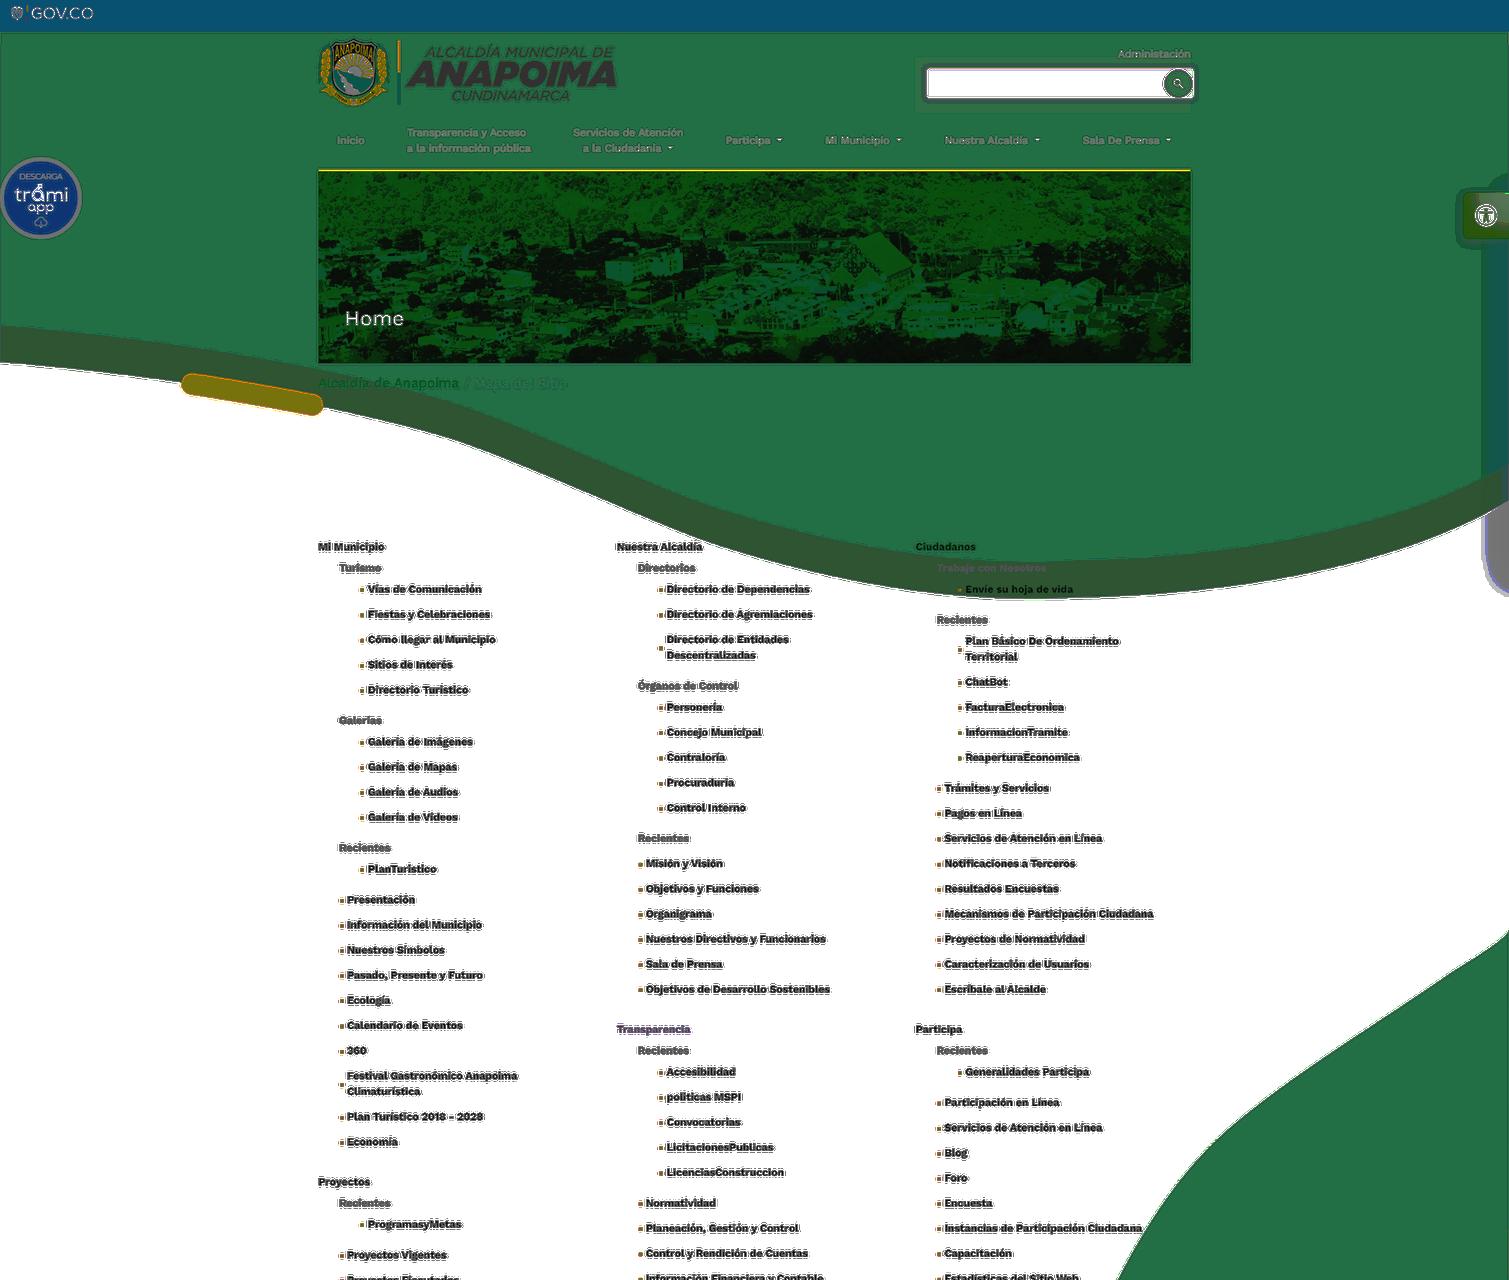 GOV.CO
ANAPOIMA
ALCALDÍA MUNICIPAL DE
ANAPOIMA
CUNDINAMARCA
Administación
Inicio
Transparencia y Acceso
a la información pública
Servicios de Atención
a la Ciudadanía
Participa
Mi Municipio
Nuestra Alcaldía
Sala De Prensa
DESCARGA
trámi
app
Home
Alcaldía de Anapoima / Mapa del Sitio
Mi Municipio
Turismo
Vías de Comunicación
Fiestas y Celebraciones
Cómo llegar al Municipio
Sitios de Interés
Directorio Turístico
Galerías
Galería de Imágenes
Galería de Mapas
Galería de Audios
Galería de Vídeos
Recientes
PlanTuristico
Presentación
Información del Municipio
Nuestros Símbolos
Pasado, Presente y Futuro
Ecología
Calendario de Eventos
360
Festival Gastronómico Anapoima
Climaturística
Plan Turístico 2018 - 2028
Economía
Proyectos
Recientes
ProgramasyMetas
Proyectos Vigentes
Proyectos Ejecutados
Nuestra Alcaldía
Directorios
Directorio de Dependencias
Directorio de Agremiaciones
Directorio de Entidades
Descentralizadas
Órganos de Control
Personería
Concejo Municipal
Contraloría
Procuraduría
Control Interno
Recientes
Misión y Visión
Objetivos y Funciones
Organigrama
Nuestros Directivos y Funcionarios
Sala de Prensa
Objetivos de Desarrollo Sostenibles
Transparencia
Recientes
Accesibilidad
politicas MSPI
Convocatorias
LicitacionesPublicas
LicenciasConstruccion
Normatividad
Planeación, Gestión y Control
Control y Rendición de Cuentas
Información Financiera y Contable
Ciudadanos
Trabaje con Nosotros
Envíe su hoja de vida
Recientes
Plan Básico De Ordenamiento
Territorial
ChatBot
FacturaElectronica
InformacionTramite
ReaperturaEconomica
Trámites y Servicios
Pagos en Línea
Servicios de Atención en Línea
Notificaciones a Terceros
Resultados Encuestas
Mecanismos de Participación Ciudadana
Proyectos de Normatividad
Caracterización de Usuarios
Escríbale al Alcalde
Participa
Recientes
Generalidades Participa
Participación en Línea
Servicios de Atención en Línea
Blog
Foro
Encuesta
Instancias de Participación Ciudadana
Capacitación
Estadísticas del Sitio Web